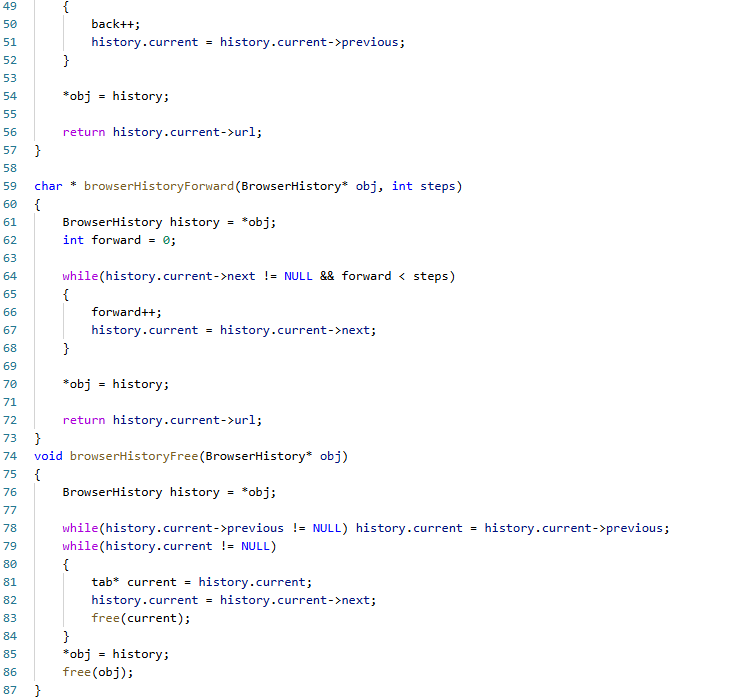 49 {
50 back++;
51 history.current = history.current->previous;
52 }
53
54 *obj = history;
55
56 return history.current->url;
57 }
58
59 char * browserHistoryForward(BrowserHistory* obj, int steps)
60 {
61 BrowserHistory history = *obj;
62 int forward = 0;
63
64 while(history.current->next != NULL && forward < steps)
65 {
66 forward++;
67 history.current = history.current->next;
68 }
69
70 *obj = history;
71
72 return history.current->url;
73 }
74 void browserHistoryFree(BrowserHistory* obj)
75 {
76 BrowserHistory history = *obj;
77
78 while(history.current->previous != NULL) history.current = history.current->previous;
79 while(history.current != NULL)
80 {
81 tab* current = history.current;
82 history.current = history.current->next;
83 free(current);
84 }
85 *obj = history;
86 free(obj);
87 }